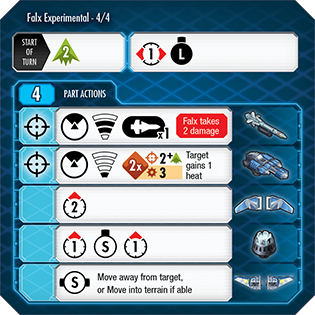 Falx Experimental - 4/4
START OF TURN
2
1
L
4 PART ACTIONS
x1
Falx takes 2 damage
2x
2+
3
Target gains 1 heat
2
1
S
1
S
Move away from target,
or Move into terrain if able